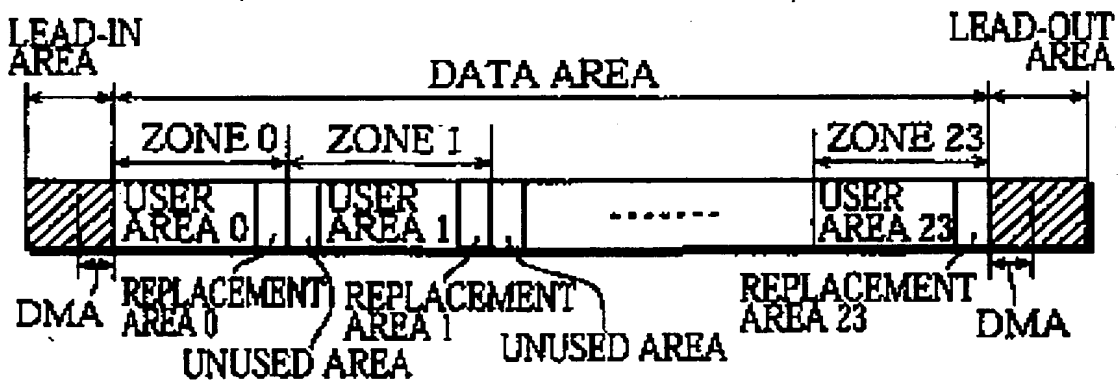 LEAD-IN
AREA
LEAD-OUT
AREA
DATA AREA
ZONE 0
ZONE 1
ZONE 23
USER
AREA 0
USER
AREA 1
USER
AREA 23
DMA
REPLACEMENT
AREA 0
UNUSED AREA
REPLACEMENT
AREA 1
UNUSED AREA
REPLACEMENT
AREA 23
DMA